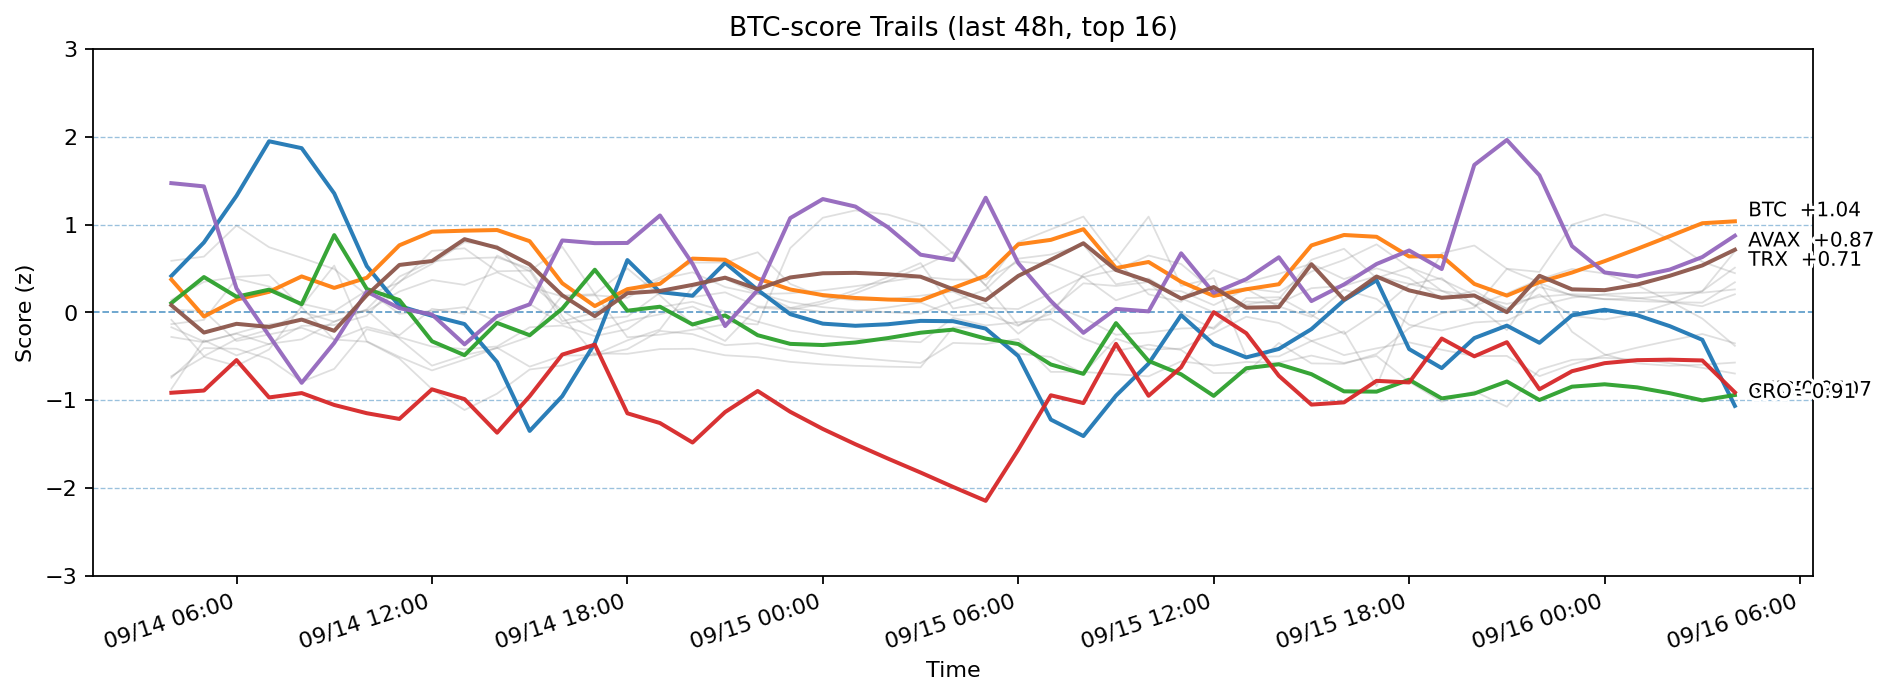 BTC-score Trails (last 48h, top 16)
Score (z)
3
2
1
0
−1
−2
−3
BTC +1.04
AVAX +0.87
TRX +0.71
CRO -0.91
09/14 06:00
09/14 12:00
09/14 18:00
09/15 00:00
09/15 06:00
09/15 12:00
09/15 18:00
09/16 00:00
09/16 06:00
Time